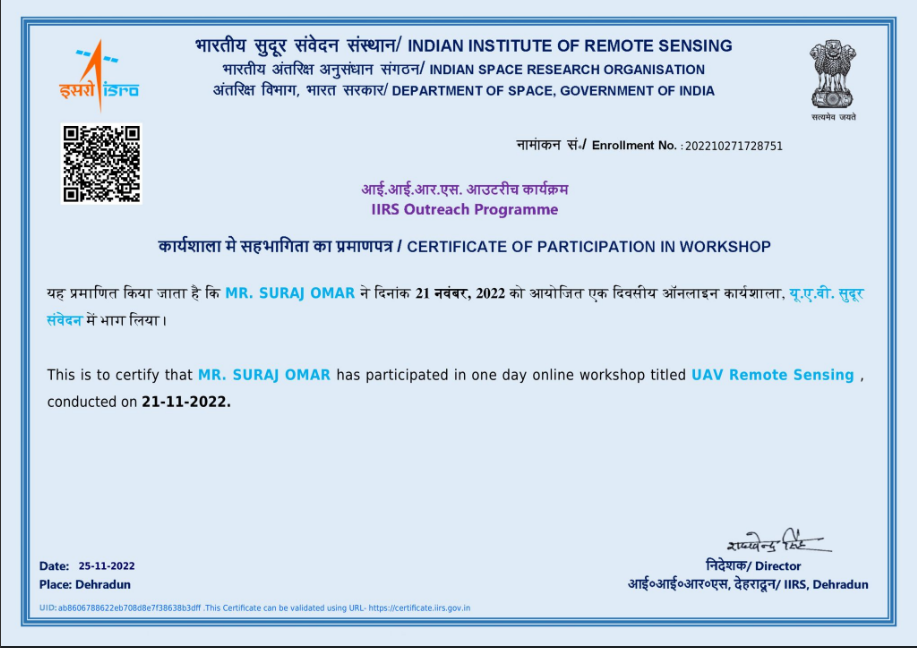 भारतीय सुदूर संवेदन संस्थान/ INDIAN INSTITUTE OF REMOTE SENSING
भारतीय अंतरिक्ष अनुसंधान संगठन/ INDIAN SPACE RESEARCH ORGANISATION
अंतरिक्ष विभाग, भारत सरकार/ DEPARTMENT OF SPACE, GOVERNMENT OF INDIA
इसरो isro
सत्यमेव जयते
नामांकन सं./ Enrollment No. :202210271728751
आई.आई.आर.एस. आउटरीच कार्यक्रम
IIRS Outreach Programme
कार्यशाला मे सहभागिता का प्रमाणपत्र / CERTIFICATE OF PARTICIPATION IN WORKSHOP
यह प्रमाणित किया जाता है कि MR. SURAJ OMAR ने दिनांक 21 नवंबर, 2022 को आयोजित एक दिवसीय ऑनलाइन कार्यशाला, यू.ए.वी. सुदूर
संवेदन में भाग लिया।
This is to certify that MR. SURAJ OMAR has participated in one day online workshop titled UAV Remote Sensing ,
conducted on 21-11-2022.
Date: 25-11-2022
Place: Dehradun
निदेशक/ Director
आई०आई०आर०एस, देहरादून/ IIRS, Dehradun
UID: ab8606788622eb708d8e7f38638b3dff .This Certificate can be validated using URL- https://certificate.iirs.gov.in